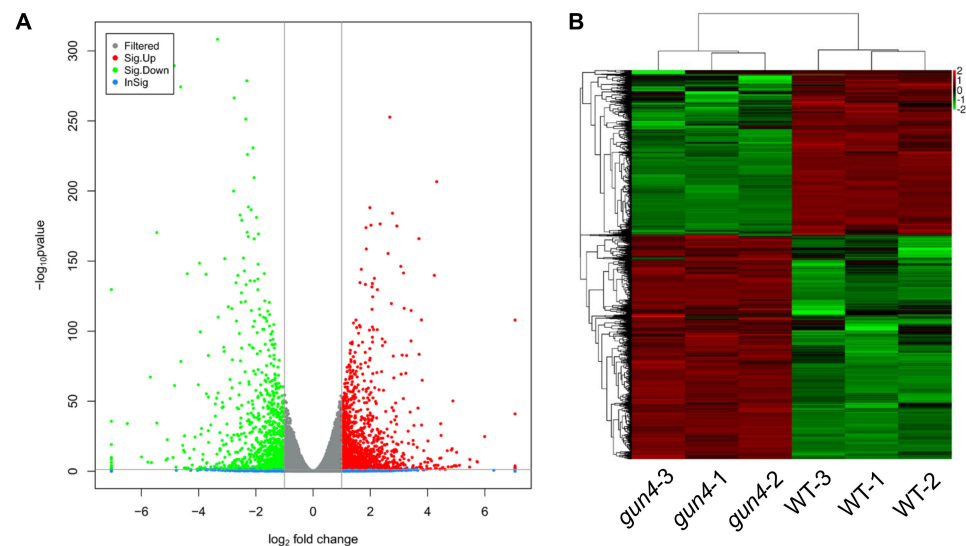 A
B
Filtered
Sig.Up
Sig.Down
InSig
300
250
200
150
100
50
0
−log10pvalue
−6
−4
−2
0
2
4
6
log2 fold change
2
1
0
-1
-2
gun4-3
gun4-1
gun4-2
WT-3
WT-1
WT-2